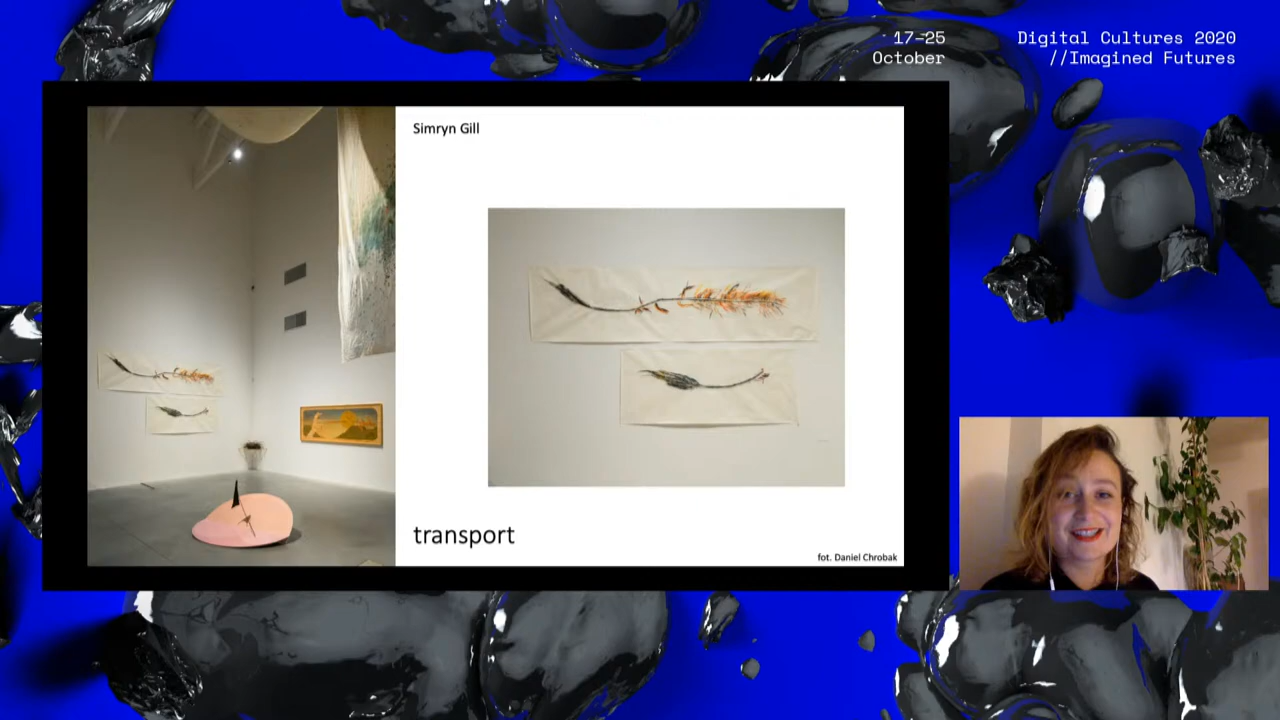 17–25
October
Digital Cultures 2020
//Imagined Futures
Simryn Gill
transport
fot. Daniel Chrobak